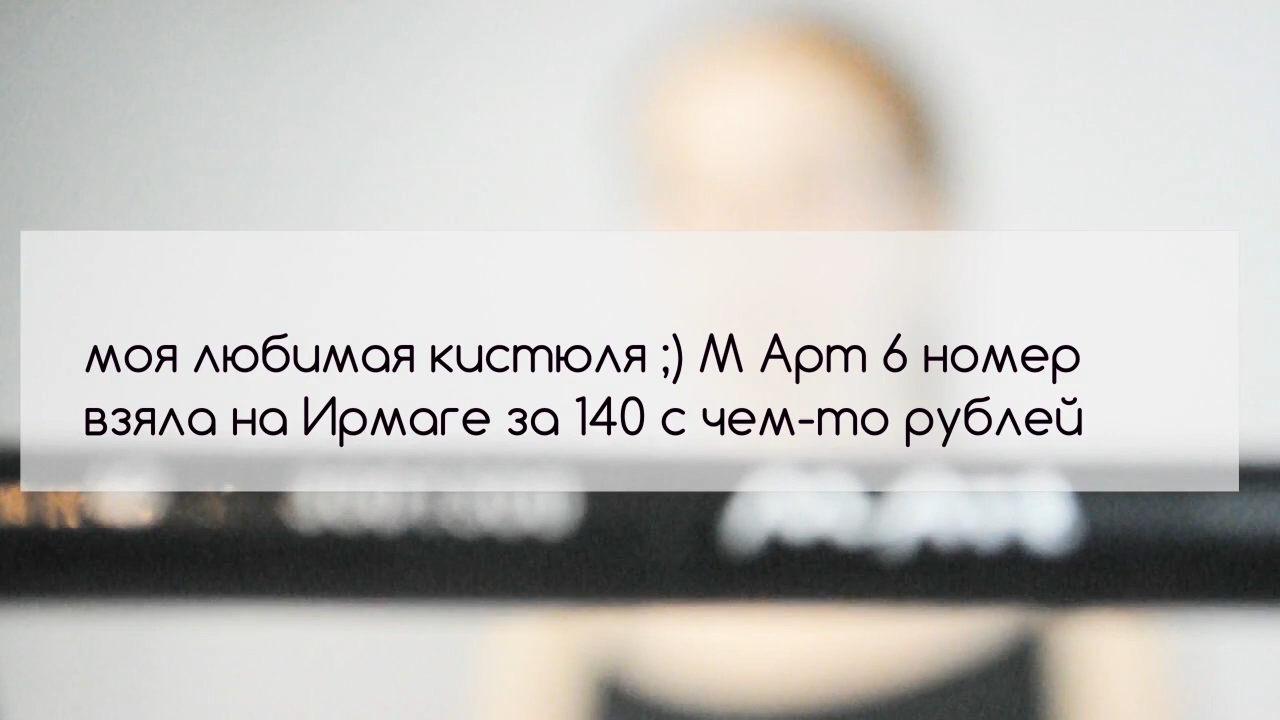 моя любимая кистюля ;) М Арт 6 номер
взяла на Ирмаге за 140 с чем-то рублей